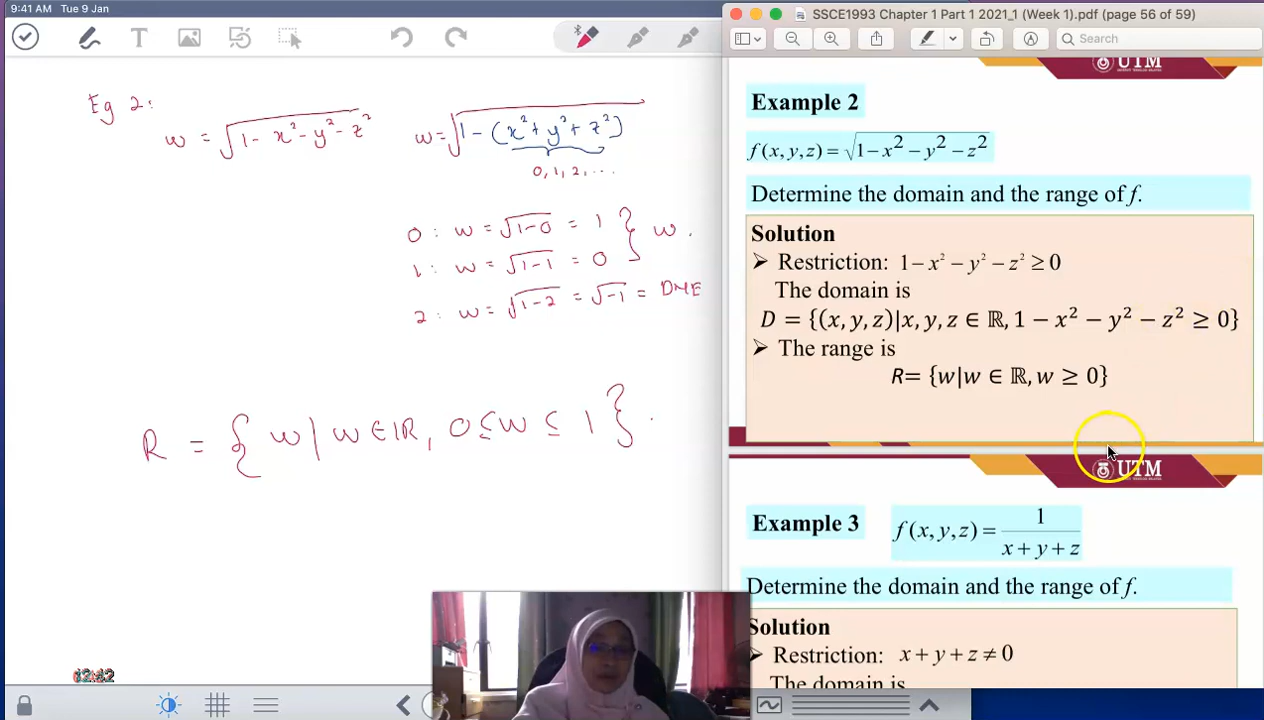 9:41 AM Tue 9 Jan
Eg 2:
w = √1 - x² - y² - z²
w = √1 - (x² + y² + z²)
0, 1, 2, ...
0 : w = √1-0 = 1 } w.
1 : w = √1-1 = 0
2 : w = √1-2 = √-1 = DNE
R = { w | w ∈ IR, 0 ≤ w ≤ 1 }.
SSCE1993 Chapter 1 Part 1 2021_1 (Week 1).pdf (page 56 of 59)
Search
UTM
Example 2
f(x,y,z) = √1-x²-y²-z²
Determine the domain and the range of f.
Solution
➢ Restriction: 1-x²-y²-z² ≥ 0
The domain is
D = {(x, y, z)|x, y, z ∈ ℝ, 1 − x² − y² − z² ≥ 0}
➢ The range is
R= {w|w ∈ ℝ, w ≥ 0}
UTM
Example 3
f(x,y,z) = 1/(x+y+z)
Determine the domain and the range of f.
Solution
➢ Restriction: x+y+z ≠ 0
The domain is